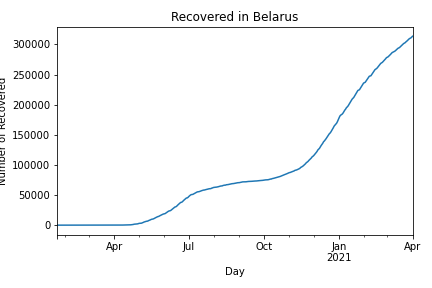 Recovered in Belarus
Number of Recovered
300000
250000
200000
150000
100000
50000
0
Apr Jul Oct Jan Apr
2021
Day